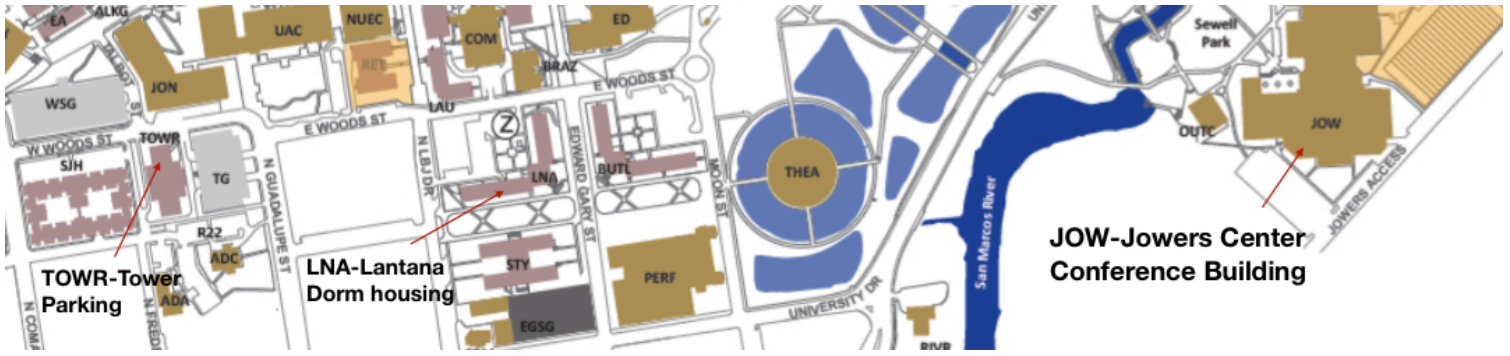 EA
ALKG
TALBOT ST
UAC
NUEC
COM
ED
REE
BRAZ
Sewell
Park
WSG
JON
LAU
E WOODS ST
E WOODS ST
W WOODS ST
TOWR
SJH
TG
N GUADALUPE ST
N LBJ DR
Z
P
LNA
EDWARD GARY ST
BUTL
MOON ST
THEA
San Marcos River
OUTC
JOW
JOWERS ACCESS
R22
ADC
ADA
STY
PERF
EGSG
UNIVERSITY DR
RIVR
TOWR-Tower
Parking
LNA-Lantana
Dorm housing
JOW-Jowers Center
Conference Building